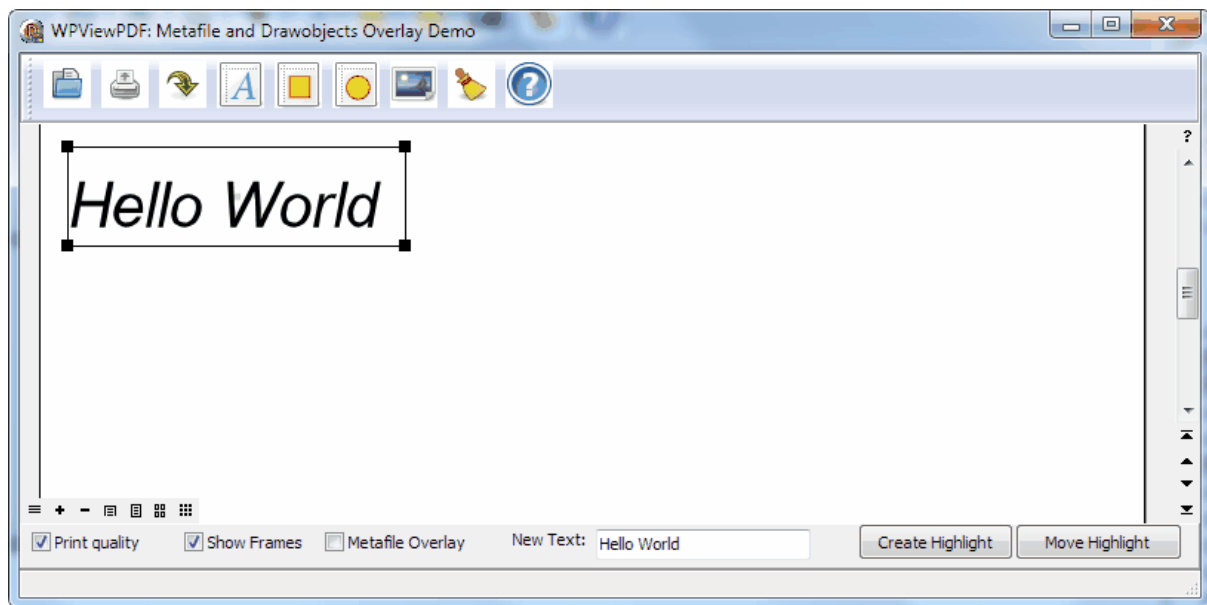 WPViewPDF: Metafile and Drawobjects Overlay Demo
A
?
?
Hello World
Print quality
Show Frames
Metafile Overlay
New Text:
Hello World
Create Highlight
Move Highlight